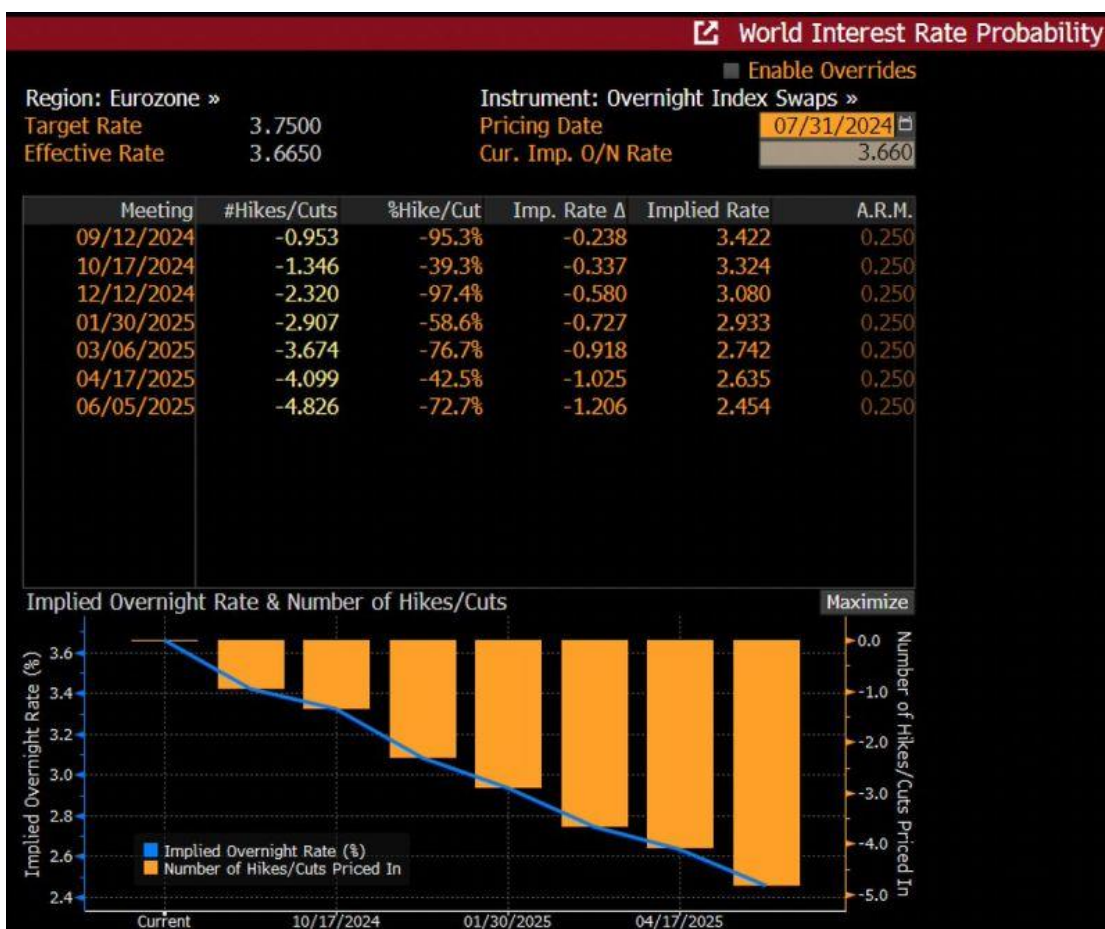 World Interest Rate Probability
Enable Overrides
Region: Eurozone » Instrument: Overnight Index Swaps »
Target Rate 3.7500 Pricing Date 07/31/2024
Effective Rate 3.6650 Cur. Imp. O/N Rate 3.660
Meeting #Hikes/Cuts %Hike/Cut Imp. Rate Δ Implied Rate A.R.M.
09/12/2024 -0.953 -95.3% -0.238 3.422 0.250
10/17/2024 -1.346 -39.3% -0.337 3.324 0.250
12/12/2024 -2.320 -97.4% -0.580 3.080 0.250
01/30/2025 -2.907 -58.6% -0.727 2.933 0.250
03/06/2025 -3.674 -76.7% -0.918 2.742 0.250
04/17/2025 -4.099 -42.5% -1.025 2.635 0.250
06/05/2025 -4.826 -72.7% -1.206 2.454 0.250
Implied Overnight Rate & Number of Hikes/Cuts Maximize
Implied Overnight Rate (%)
3.6
3.4
3.2
3.0
2.8
2.6
2.4
Implied Overnight Rate (%)
Number of Hikes/Cuts Priced In
0.0
-1.0
-2.0
-3.0
-4.0
-5.0
Number of Hikes/Cuts Priced In
Current 10/17/2024 01/30/2025 04/17/2025